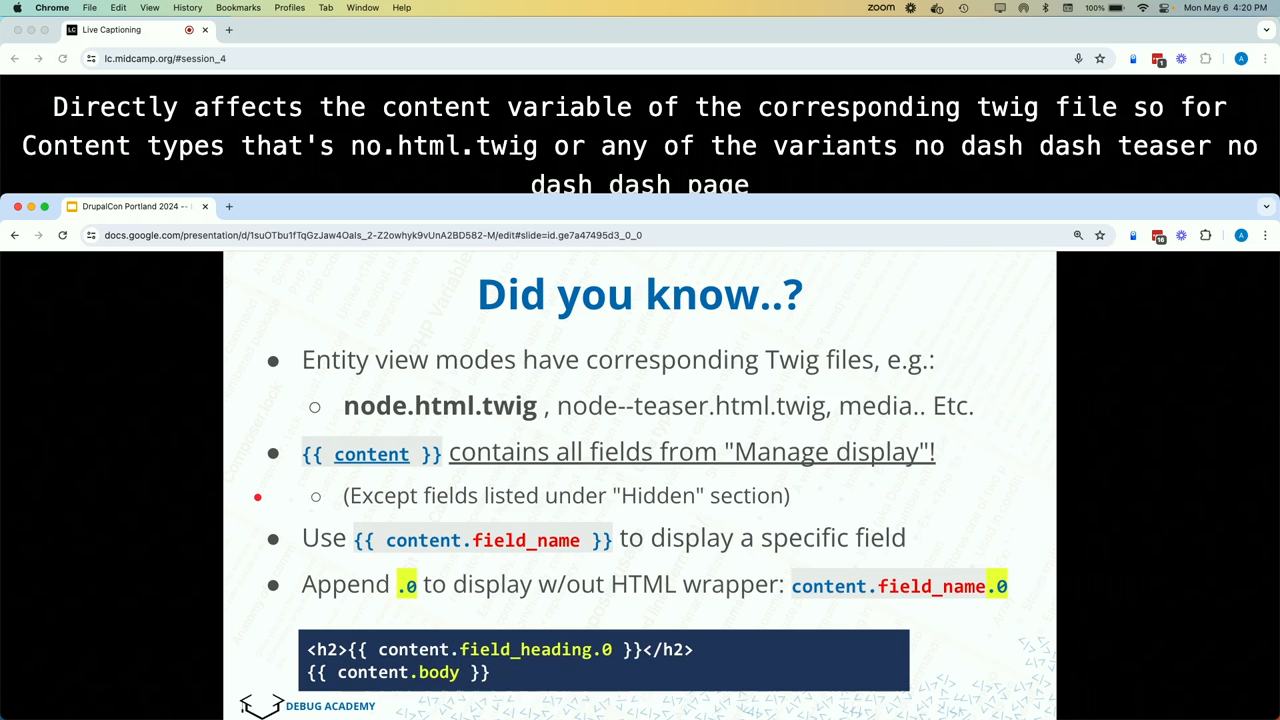 Chrome File Edit View History Bookmarks Profiles Tab Window Help zoom 100% Mon May 6 4:20 PM
LC Live Captioning
lc.midcamp.org/#session_4 1 A
Directly affects the content variable of the corresponding twig file so for
Content types that's no.html.twig or any of the variants no dash dash teaser no
dash dash page
DrupalCon Portland 2024 --
docs.google.com/presentation/d/1suOTbu1fTqGzJaw4OaIs_2-Z2owhyk9vUnA2BD582-M/edit#slide=id.ge7a47495d3_0_0 16 A
Did you know..?
● Entity view modes have corresponding Twig files, e.g.:
○ node.html.twig , node--teaser.html.twig, media.. Etc.
● {{ content }} contains all fields from "Manage display"!
○ (Except fields listed under "Hidden" section)
● Use {{ content.field_name }} to display a specific field
● Append .0 to display w/out HTML wrapper: content.field_name.0
<h2>{{ content.field_heading.0 }}</h2>
{{ content.body }}
DEBUG ACADEMY